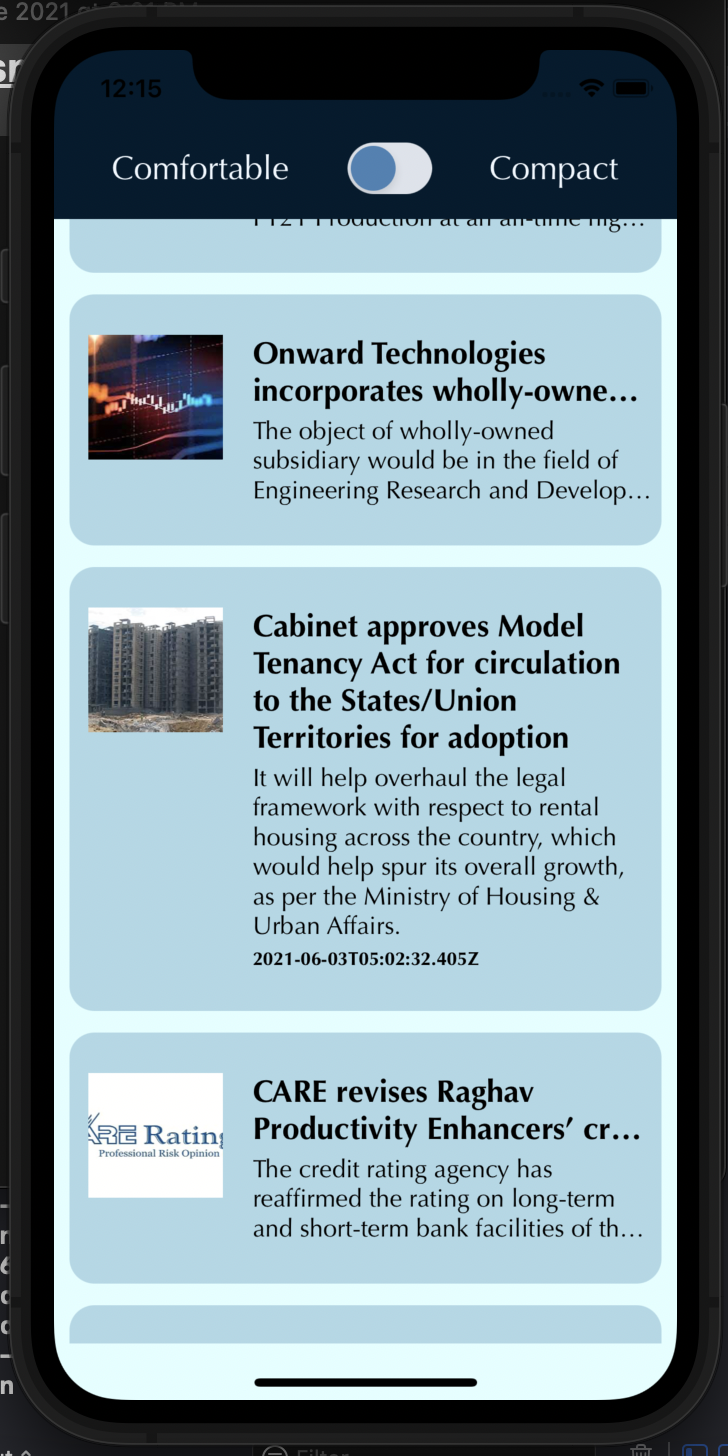 e 2021 at
12:15
Comfortable
Compact
FY21 Production at an all-time hig…
Onward Technologies
incorporates wholly-owne…
The object of wholly-owned
subsidiary would be in the field of
Engineering Research and Develop…
Cabinet approves Model
Tenancy Act for circulation
to the States/Union
Territories for adoption
It will help overhaul the legal
framework with respect to rental
housing across the country, which
would help spur its overall growth,
as per the Ministry of Housing &
Urban Affairs.
2021-06-03T05:02:32.405Z
ARE Rating
Professional Risk Opinion
CARE revises Raghav
Productivity Enhancers’ cr…
The credit rating agency has
reaffirmed the rating on long-term
and short-term bank facilities of th…
Filter